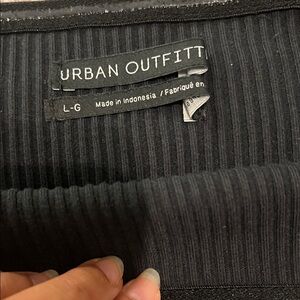 URBAN OUTFITT
L-G Made in Indonesia / Fabriqué en